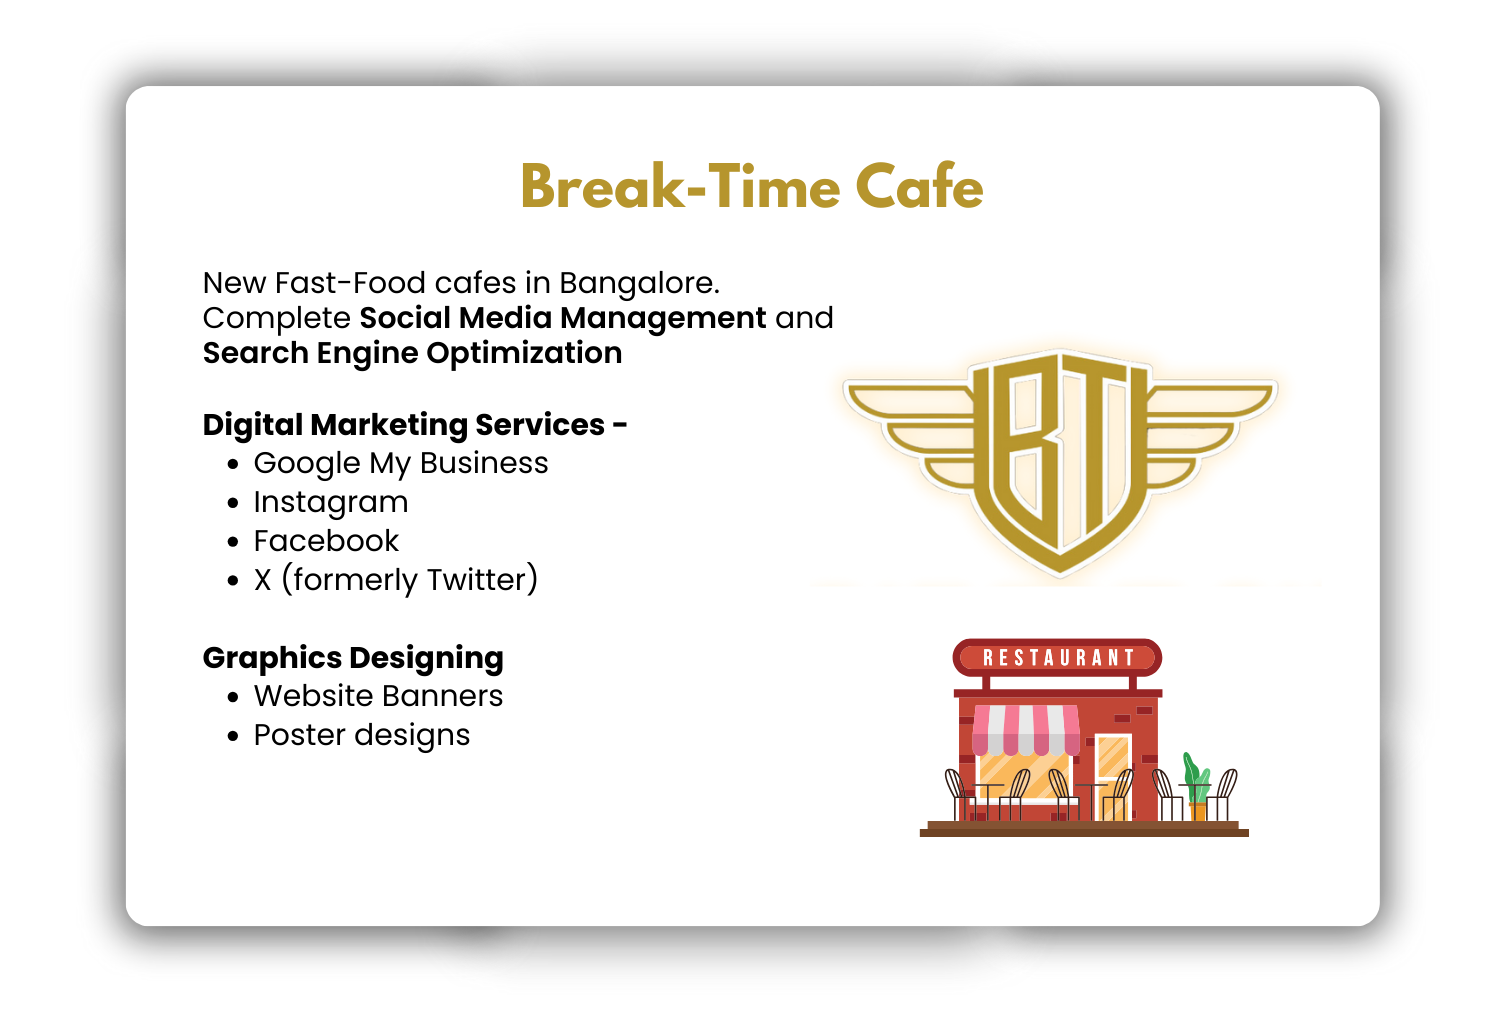 Break-Time Cafe
New Fast-Food cafes in Bangalore.
Complete Social Media Management and
Search Engine Optimization
Digital Marketing Services -
• Google My Business
• Instagram
• Facebook
• X (formerly Twitter)
BT
Graphics Designing
• Website Banners
• Poster designs
RESTAURANT